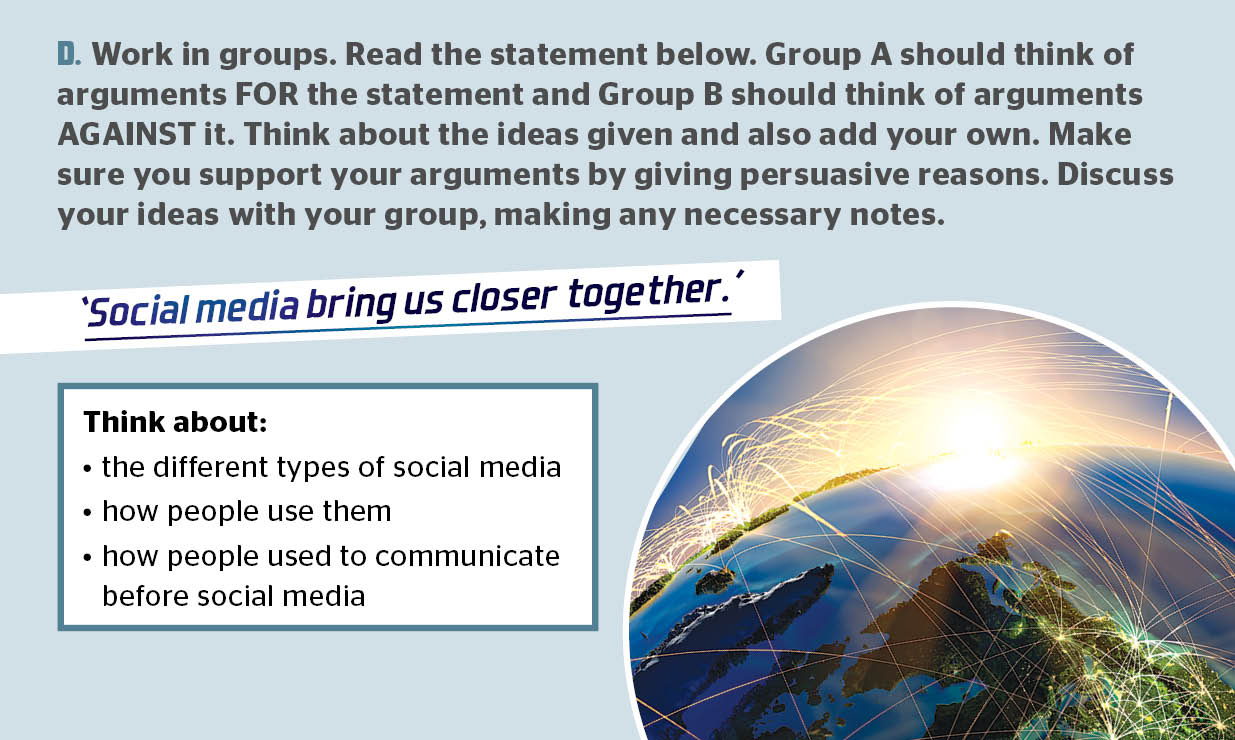 D. Work in groups. Read the statement below. Group A should think of
arguments FOR the statement and Group B should think of arguments
AGAINST it. Think about the ideas given and also add your own. Make
sure you support your arguments by giving persuasive reasons. Discuss
your ideas with your group, making any necessary notes.
‘Social media bring us closer together.’
Think about:
• the different types of social media
• how people use them
• how people used to communicate
before social media